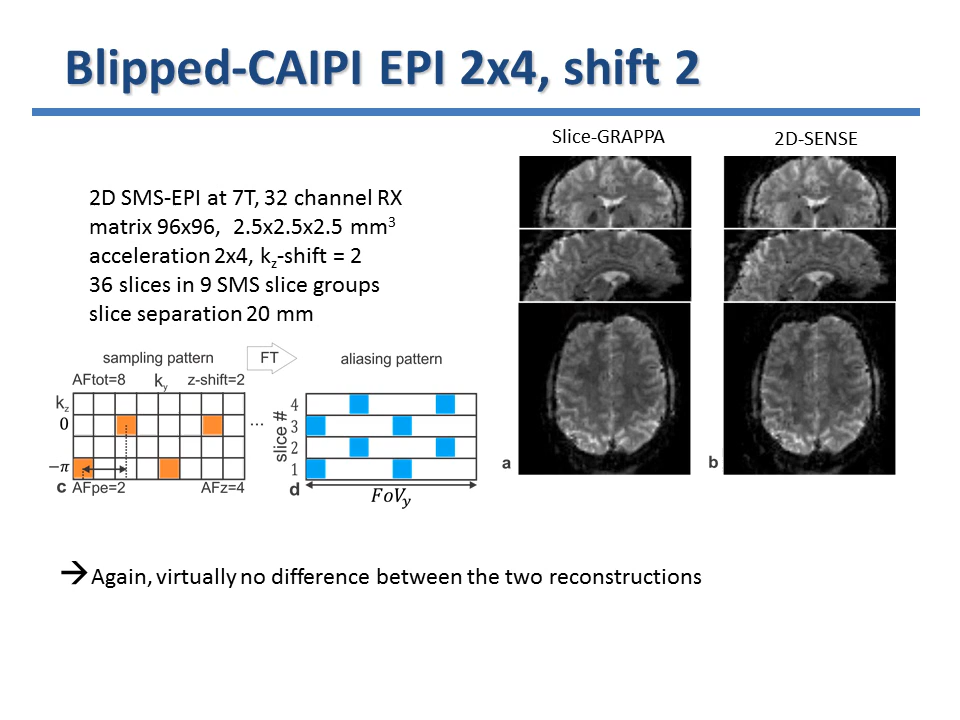 Blipped-CAIPI EPI 2x4, shift 2
Slice-GRAPPA
2D-SENSE
2D SMS-EPI at 7T, 32 channel RX
matrix 96x96,  2.5x2.5x2.5 mm³
acceleration 2x4, k_z-shift = 2
36 slices in 9 SMS slice groups
slice separation 20 mm
sampling pattern
FT
aliasing pattern
AFtot=8
k_y
z-shift=2
k_z
0
−π
...
c
AFpe=2
AFz=4
slice #
4
3
2
1
d
FoV_y
a
b
→Again, virtually no difference between the two reconstructions